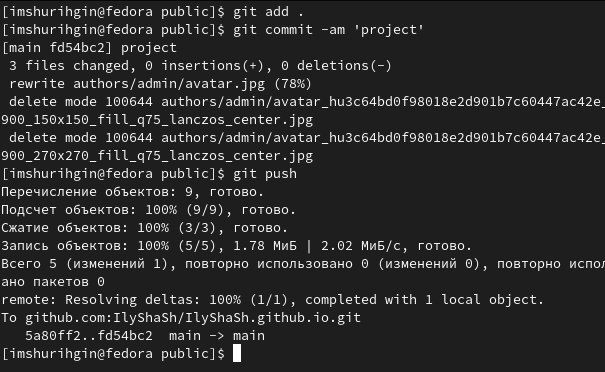 [imshurihgin@fedora public]$ git add .
[imshurihgin@fedora public]$ git commit -am 'project'
[main fd54bc2] project
 3 files changed, 0 insertions(+), 0 deletions(-)
 rewrite authors/admin/avatar.jpg (78%)
 delete mode 100644 authors/admin/avatar_hu3c64bd0f98018e2d901b7c60447ac42e_
900_150x150_fill_q75_lanczos_center.jpg
 delete mode 100644 authors/admin/avatar_hu3c64bd0f98018e2d901b7c60447ac42e_
900_270x270_fill_q75_lanczos_center.jpg
[imshurihgin@fedora public]$ git push
Перечисление объектов: 9, готово.
Подсчет объектов: 100% (9/9), готово.
Сжатие объектов: 100% (3/3), готово.
Запись объектов: 100% (5/5), 1.78 МиБ | 2.02 МиБ/с, готово.
Всего 5 (изменений 1), повторно использовано 0 (изменений 0), повторно испол
ано пакетов 0
remote: Resolving deltas: 100% (1/1), completed with 1 local object.
To github.com:IlyShaSh/IlyShaSh.github.io.git
   5a80ff2..fd54bc2  main -> main
[imshurihgin@fedora public]$